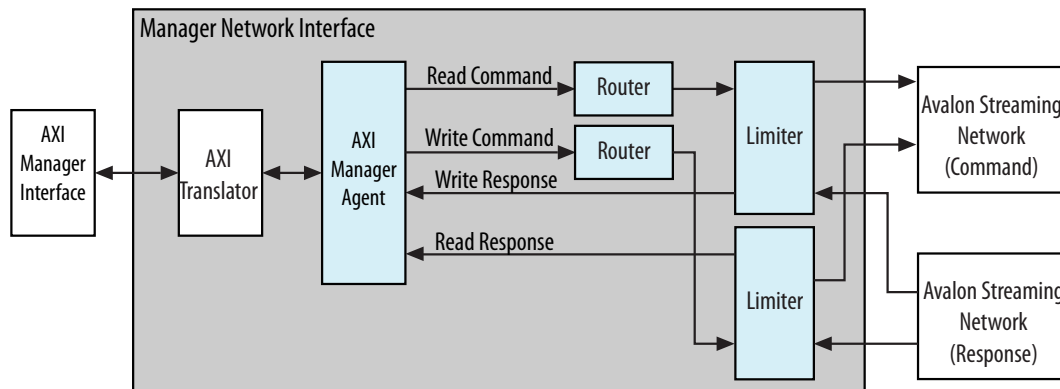 Manager Network Interface
AXI
Manager
Interface
AXI
Translator
AXI
Manager
Agent
Read Command
Write Command
Write Response
Read Response
Router
Router
Limiter
Limiter
Avalon Streaming
Network
(Command)
Avalon Streaming
Network
(Response)